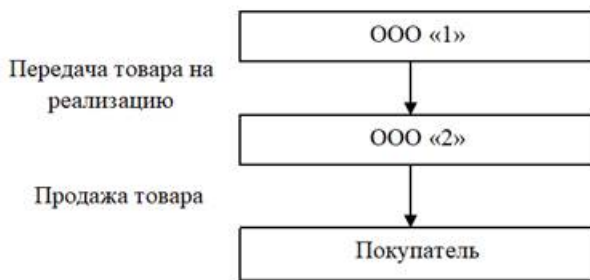 ООО «1»
Передача товара на
реализацию
ООО «2»
Продажа товара
Покупатель